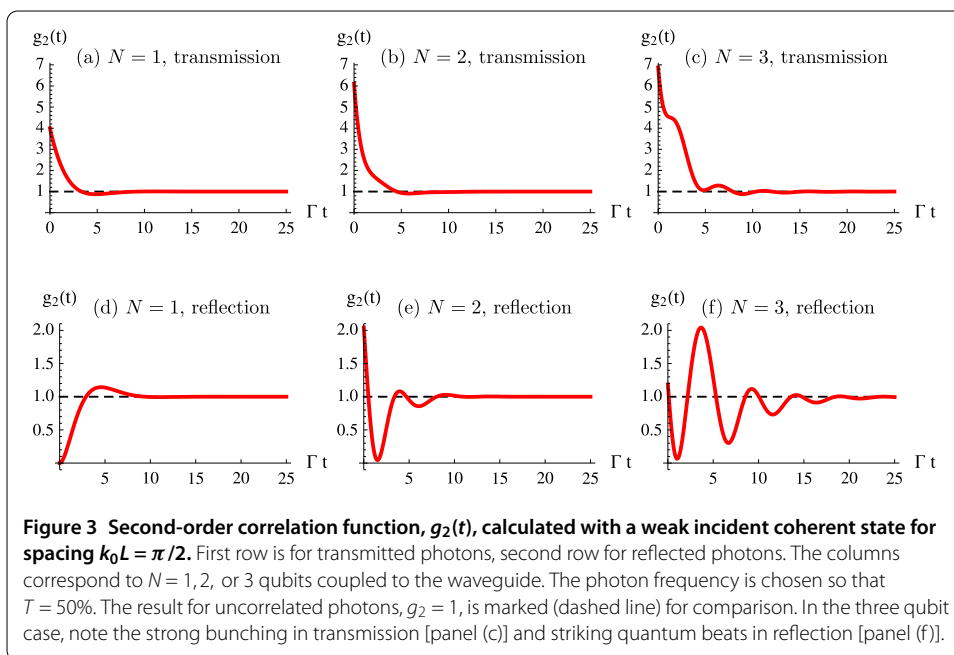 g₂(t)
(a) N = 1, transmission
7
6
5
4
3
2
1
0 5 10 15 20 25
Γ t
g₂(t)
(b) N = 2, transmission
7
6
5
4
3
2
1
0 5 10 15 20 25
Γ t
g₂(t)
(c) N = 3, transmission
7
6
5
4
3
2
1
0 5 10 15 20 25
Γ t
g₂(t)
(d) N = 1, reflection
2.0
1.5
1.0
0.5
0 5 10 15 20 25
Γ t
g₂(t)
(e) N = 2, reflection
2.0
1.5
1.0
0.5
0 5 10 15 20 25
Γ t
g₂(t)
(f) N = 3, reflection
2.0
1.5
1.0
0.5
0 5 10 15 20 25
Γ t
Figure 3 Second-order correlation function, g₂(t), calculated with a weak incident coherent state for
spacing k₀L = π/2. First row is for transmitted photons, second row for reflected photons. The columns
correspond to N = 1, 2, or 3 qubits coupled to the waveguide. The photon frequency is chosen so that
T = 50%. The result for uncorrelated photons, g₂ = 1, is marked (dashed line) for comparison. In the three qubit
case, note the strong bunching in transmission [panel (c)] and striking quantum beats in reflection [panel (f)].